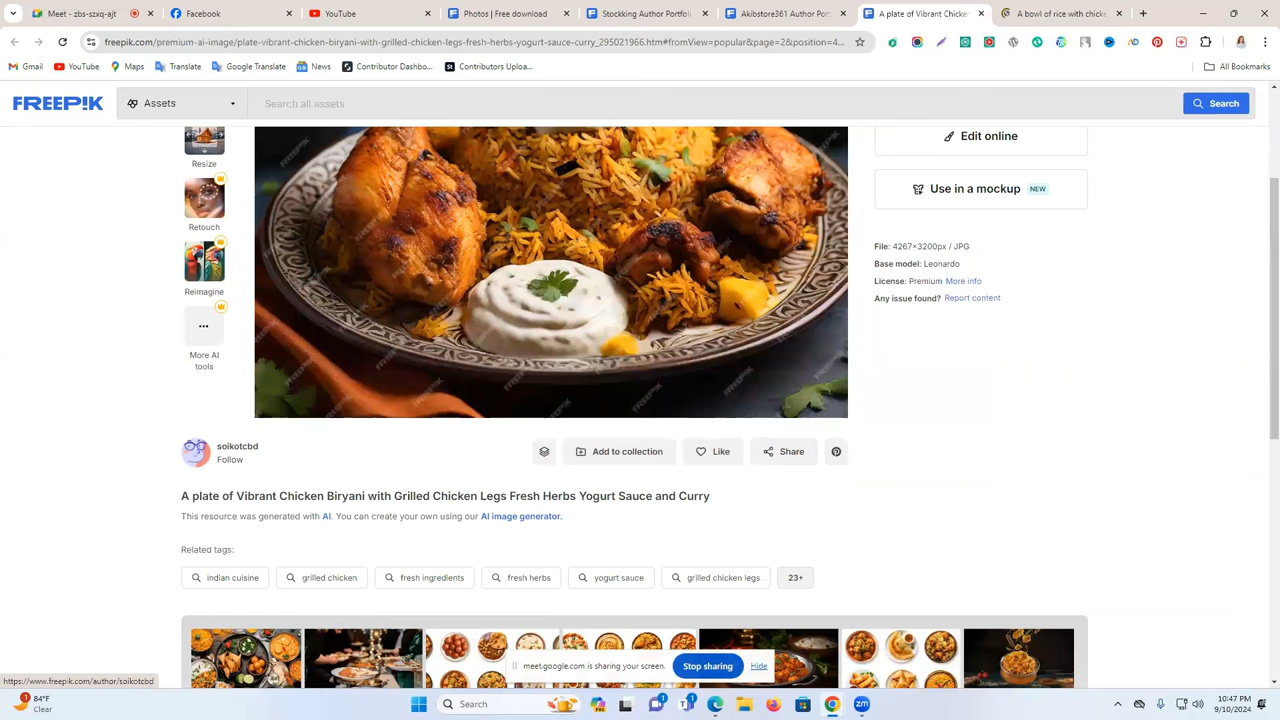 Meet - zbs-szxq-ajt
Facebook
YouTube
Photos | Free download
Stockking Author Portfoli
Akibstore361 Author Por
A plate of Vibrant Chicken
A bowl of rice with chicke
freepik.com/premium-ai-image/plate-vibrant-chicken-biryani-with-grilled-chicken-legs-fresh-herbs-yogurt-sauce-curry_295021966.htm#fromView=popular&page=2&position=4...
Gmail YouTube Maps Translate Google Translate News Contributor Dashbo... Contributors Uploa... All Bookmarks
FREEPIK Assets Search all assets Search
Resize
Retouch
Reimagine
More AI
tools
Edit online
Use in a mockup NEW
File: 4267×3200px / JPG
Base model: Leonardo
License: Premium More info
Any issue found? Report content
FREEPIK
soikotcbd
Follow
Add to collection Like Share
A plate of Vibrant Chicken Biryani with Grilled Chicken Legs Fresh Herbs Yogurt Sauce and Curry
This resource was generated with AI. You can create your own using our AI image generator.
Related tags:
indian cuisine grilled chicken fresh ingredients fresh herbs yogurt sauce grilled chicken legs 23+
meet.google.com is sharing your screen. Stop sharing Hide
https://www.freepik.com/author/soikotcbd
84°F
Clear
Search
10:47 PM
9/10/2024